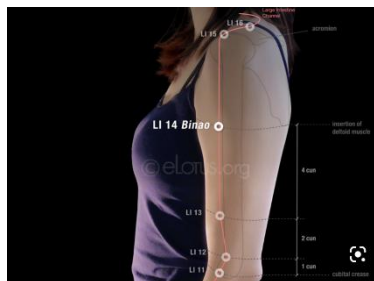 Large Intestine
Channel
LI 16
LI 15
acromion
LI 14 Binao
insertion of
deltoid muscle
© eLotus.org
4 cun
LI 13
2 cun
LI 12
1 cun
LI 11
cubital crease